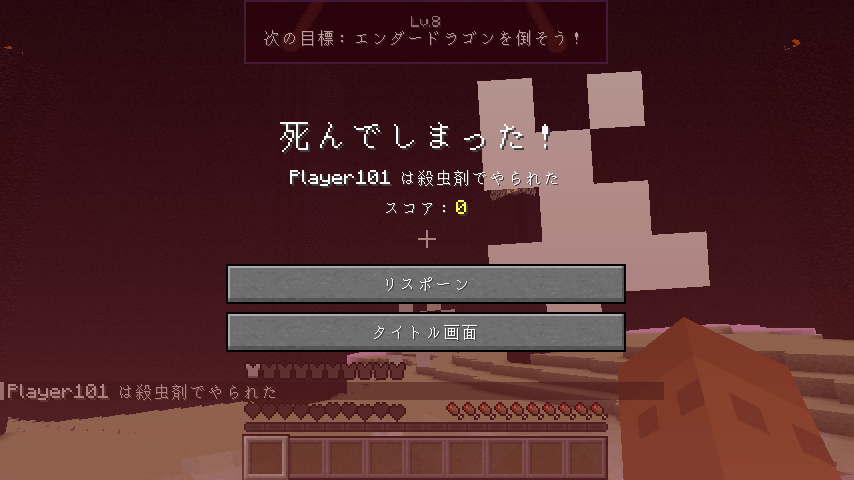 Lv.8
次の目標：エンダードラゴンを倒そう！
死んでしまった！
Player101 は殺虫剤でやられた
スコア：0
リスポーン
タイトル画面
Player101 は殺虫剤でやられた